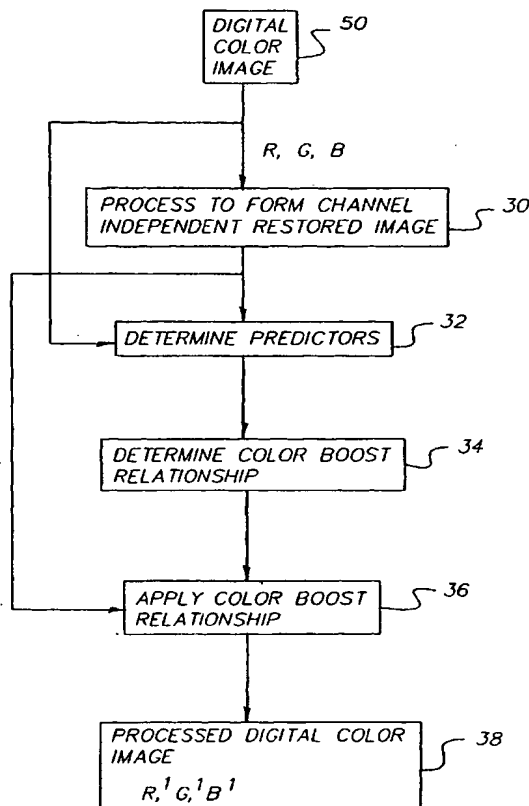 DIGITAL
COLOR
IMAGE
50
R, G, B
PROCESS TO FORM CHANNEL
INDEPENDENT RESTORED IMAGE
30
DETERMINE PREDICTORS
32
DETERMINE COLOR BOOST
RELATIONSHIP
34
APPLY COLOR BOOST
RELATIONSHIP
36
PROCESSED DIGITAL COLOR
IMAGE
R,¹ G,¹ B¹
38